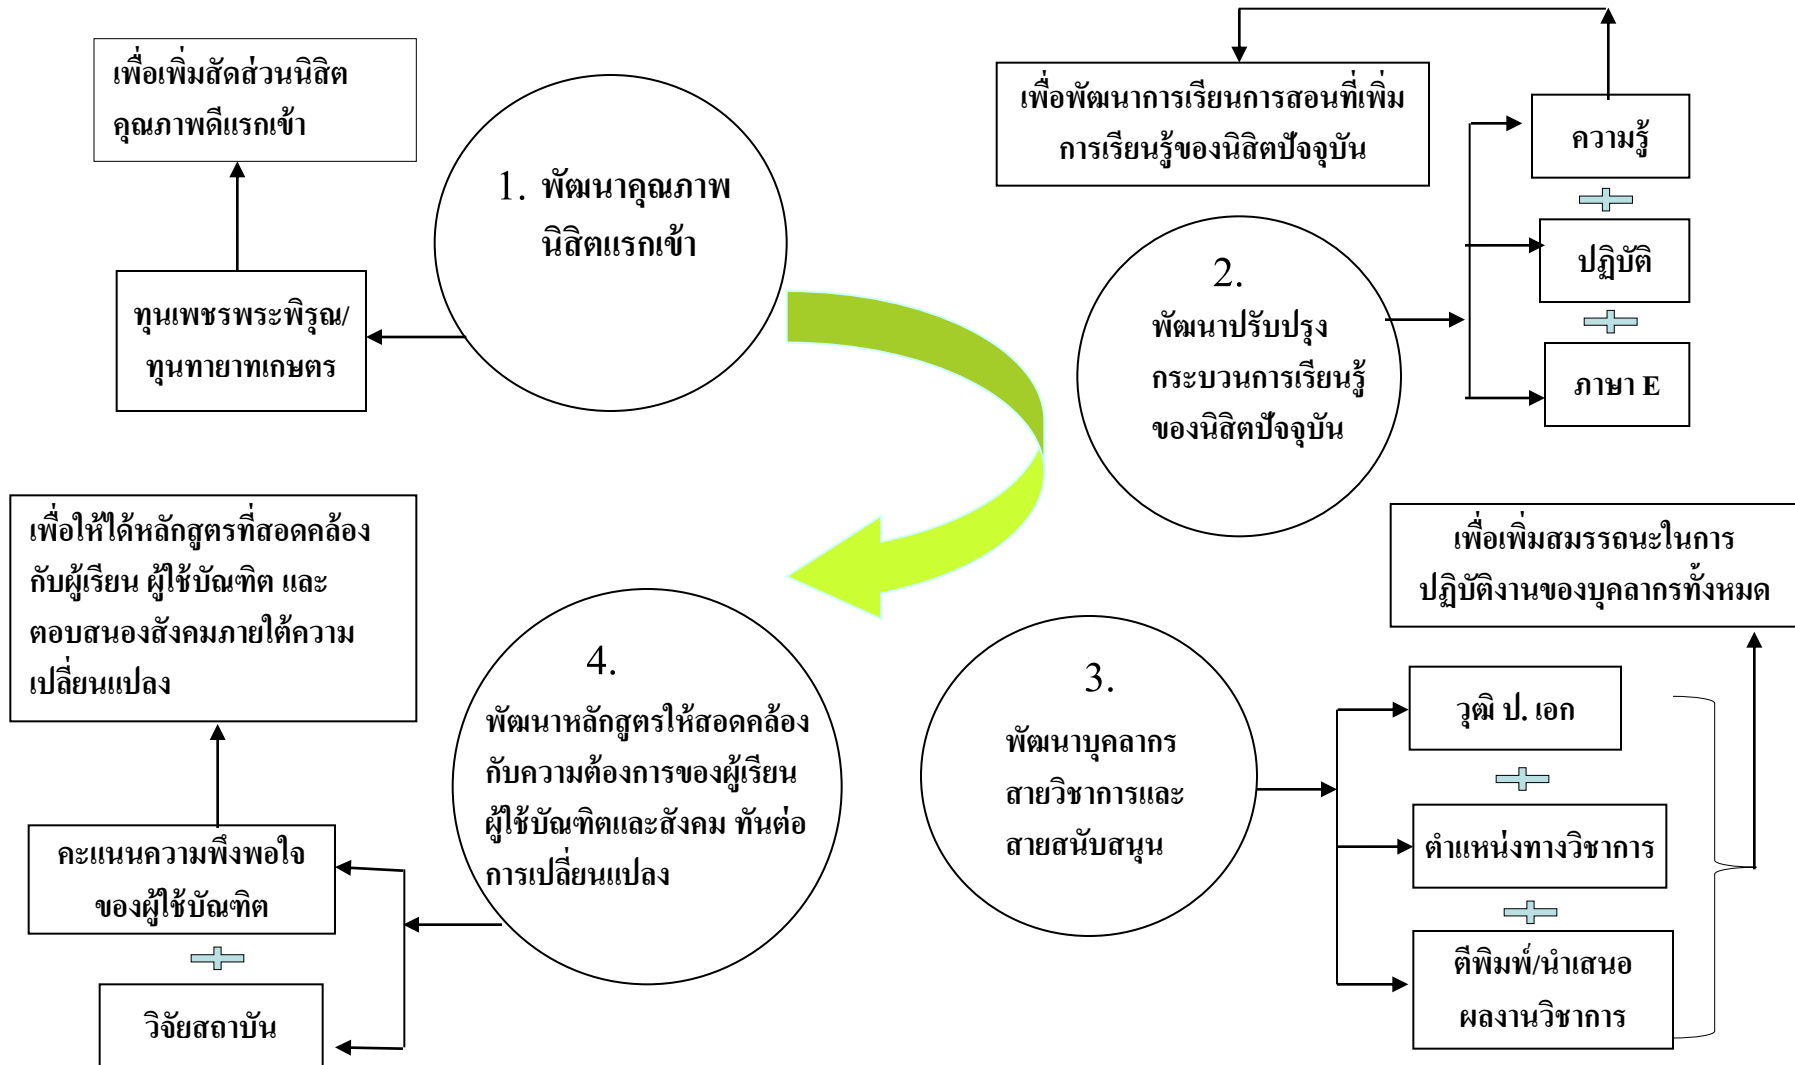 เพื่อเพิ่มสัดส่วนนิสิต
คุณภาพดีแรกเข้า
1. พัฒนาคุณภาพ
นิสิตแรกเข้า
ทุนเพชรพระพิรุณ/
ทุนทายาทเกษตร
เพื่อพัฒนาการเรียนการสอนที่เพิ่ม
การเรียนรู้ของนิสิตปัจจุบัน
ความรู้
ปฏิบัติ
ภาษา E
2.
พัฒนาปรับปรุง
กระบวนการเรียนรู้
ของนิสิตปัจจุบัน
เพื่อเพิ่มสมรรถนะในการ
ปฏิบัติงานของบุคลากรทั้งหมด
3.
พัฒนาบุคลากร
สายวิชาการและ
สายสนับสนุน
วุฒิ ป. เอก
ตำแหน่งทางวิชาการ
ตีพิมพ์/นำเสนอ
ผลงานวิชาการ
เพื่อให้ได้หลักสูตรที่สอดคล้อง
กับผู้เรียน ผู้ใช้บัณฑิต และ
ตอบสนองสังคมภายใต้ความ
เปลี่ยนแปลง
4.
พัฒนาหลักสูตรให้สอดคล้อง
กับความต้องการของผู้เรียน
ผู้ใช้บัณฑิตและสังคม ทันต่อ
การเปลี่ยนแปลง
คะแนนความพึงพอใจ
ของผู้ใช้บัณฑิต
วิจัยสถาบัน